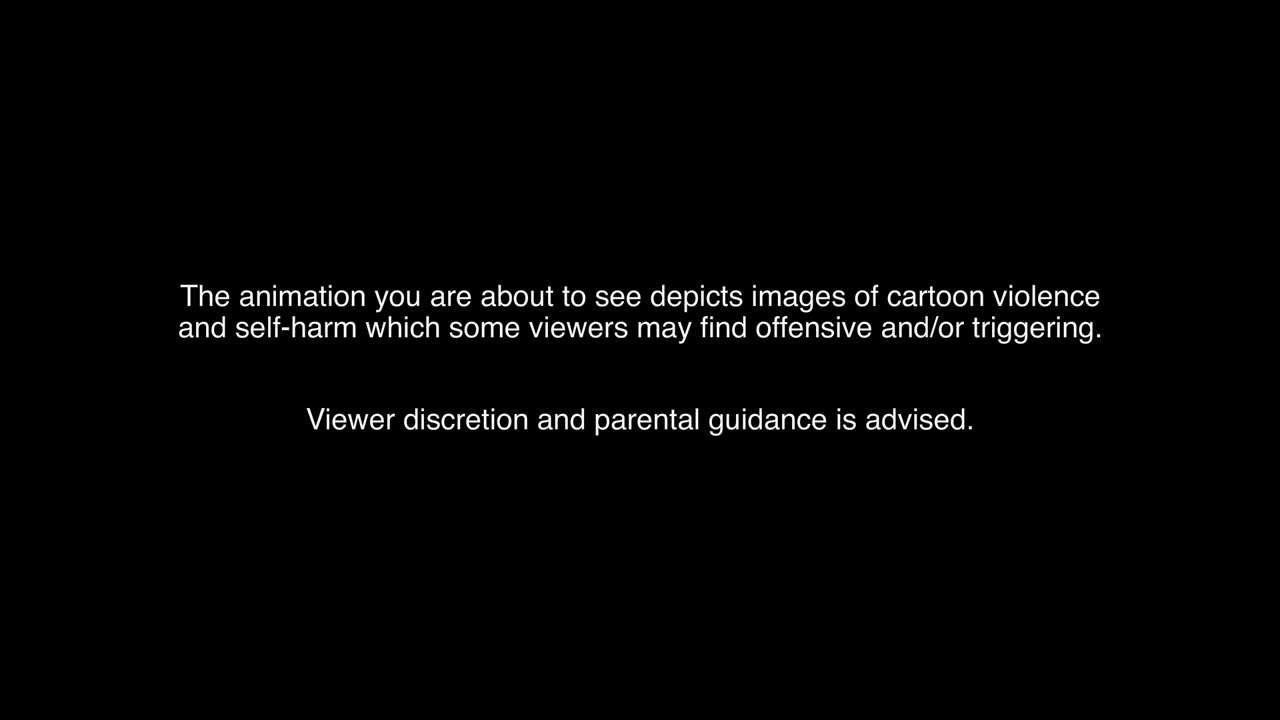 The animation you are about to see depicts images of cartoon violence
and self-harm which some viewers may find offensive and/or triggering.
Viewer discretion and parental guidance is advised.